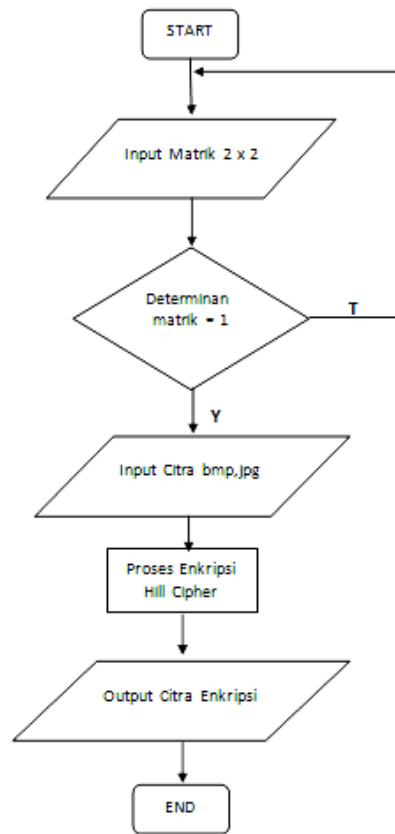 START
Input Matrik 2 x 2
Determinan
matrik = 1
T
Y
Input Citra bmp,jpg
Proses Enkripsi
Hill Cipher
Output Citra Enkripsi
END